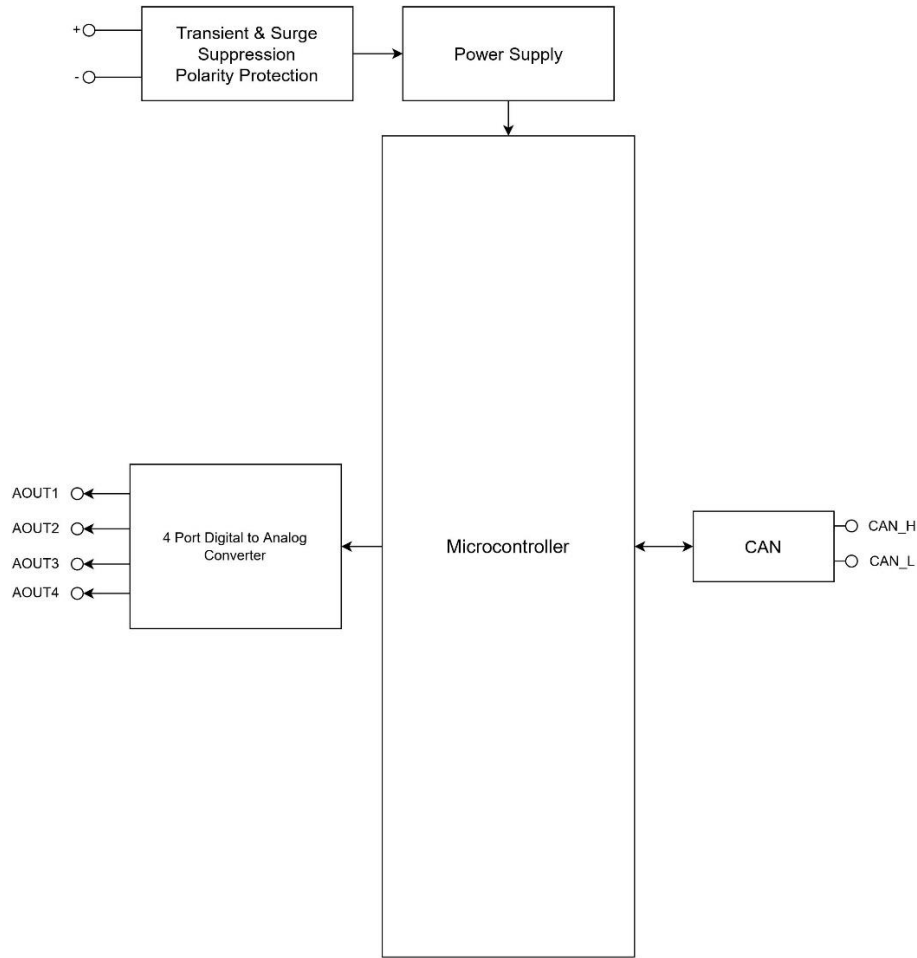 +
Transient & Surge
Suppression
Polarity Protection
-
Power Supply
AOUT1
AOUT2
AOUT3
AOUT4
4 Port Digital to Analog
Converter
Microcontroller
CAN
CAN_H
CAN_L